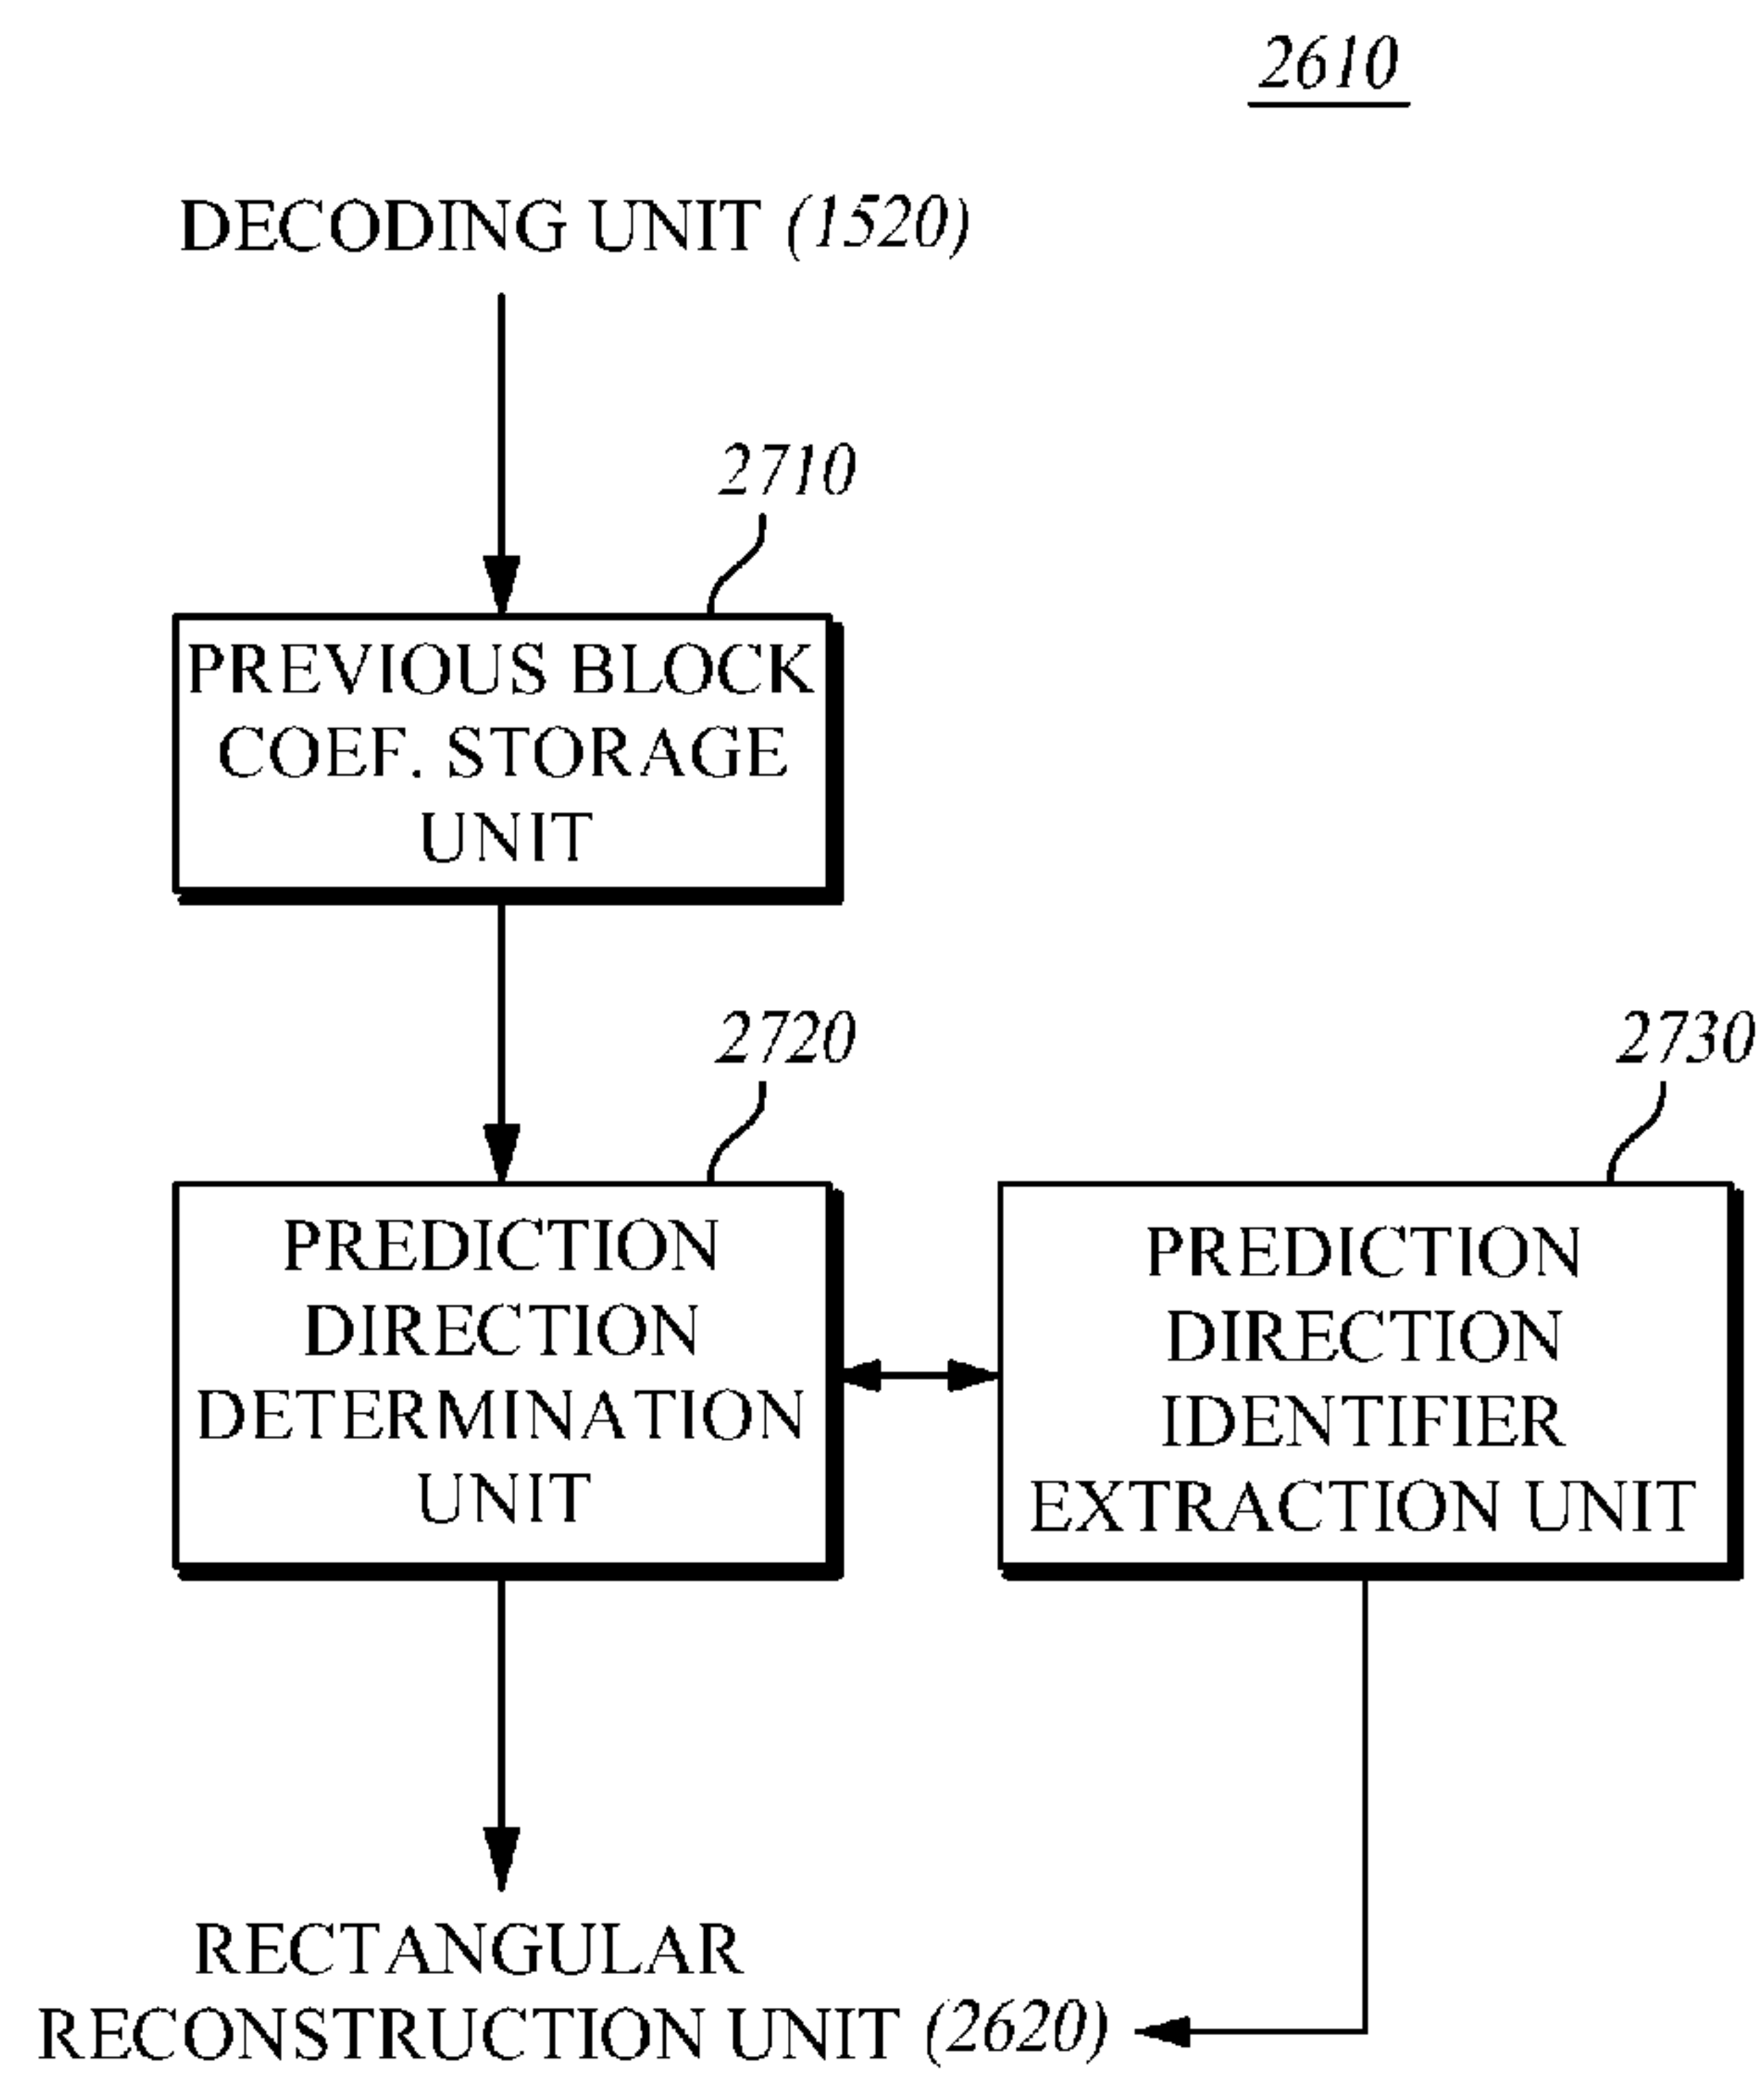 2610
DECODING UNIT (1520)
2710
PREVIOUS BLOCK
COEF. STORAGE
UNIT
2720
PREDICTION
DIRECTION
DETERMINATION
UNIT
2730
PREDICTION
DIRECTION
IDENTIFIER
EXTRACTION UNIT
RECTANGULAR
RECONSTRUCTION UNIT (2620)